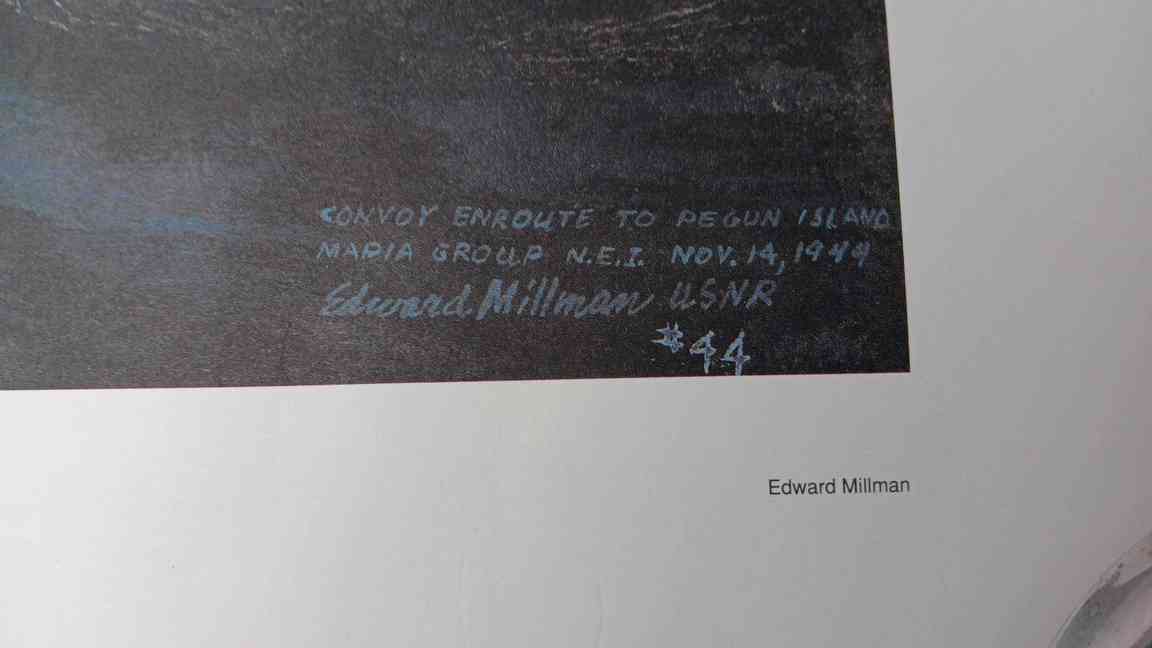 CONVOY ENROUTE TO PEGUN ISLAND
MAPIA GROUP N.E.I. NOV. 14, 1944
Edward Millman USNR
#44
Edward Millman